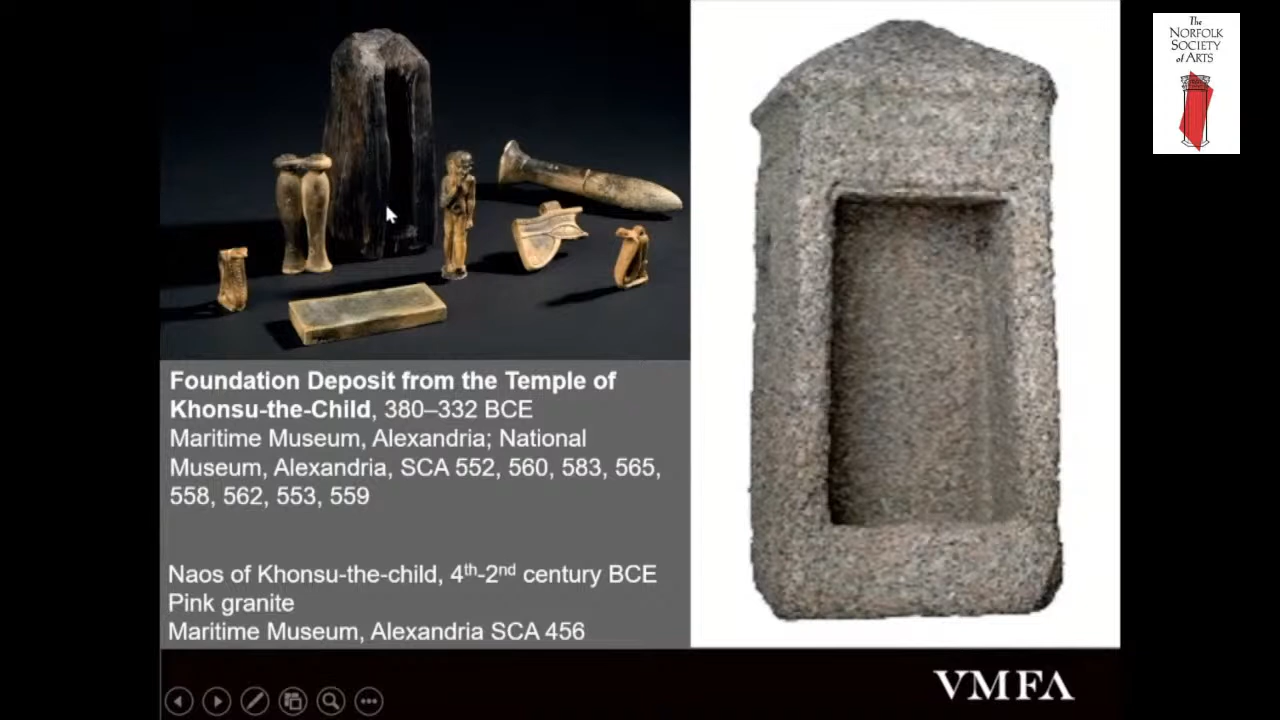 The
NORFOLK
SOCIETY
of ARTS
Foundation Deposit from the Temple of
Khonsu-the-Child, 380–332 BCE
Maritime Museum, Alexandria; National
Museum, Alexandria, SCA 552, 560, 583, 565,
558, 562, 553, 559
Naos of Khonsu-the-child, 4th-2nd century BCE
Pink granite
Maritime Museum, Alexandria SCA 456
VMFA